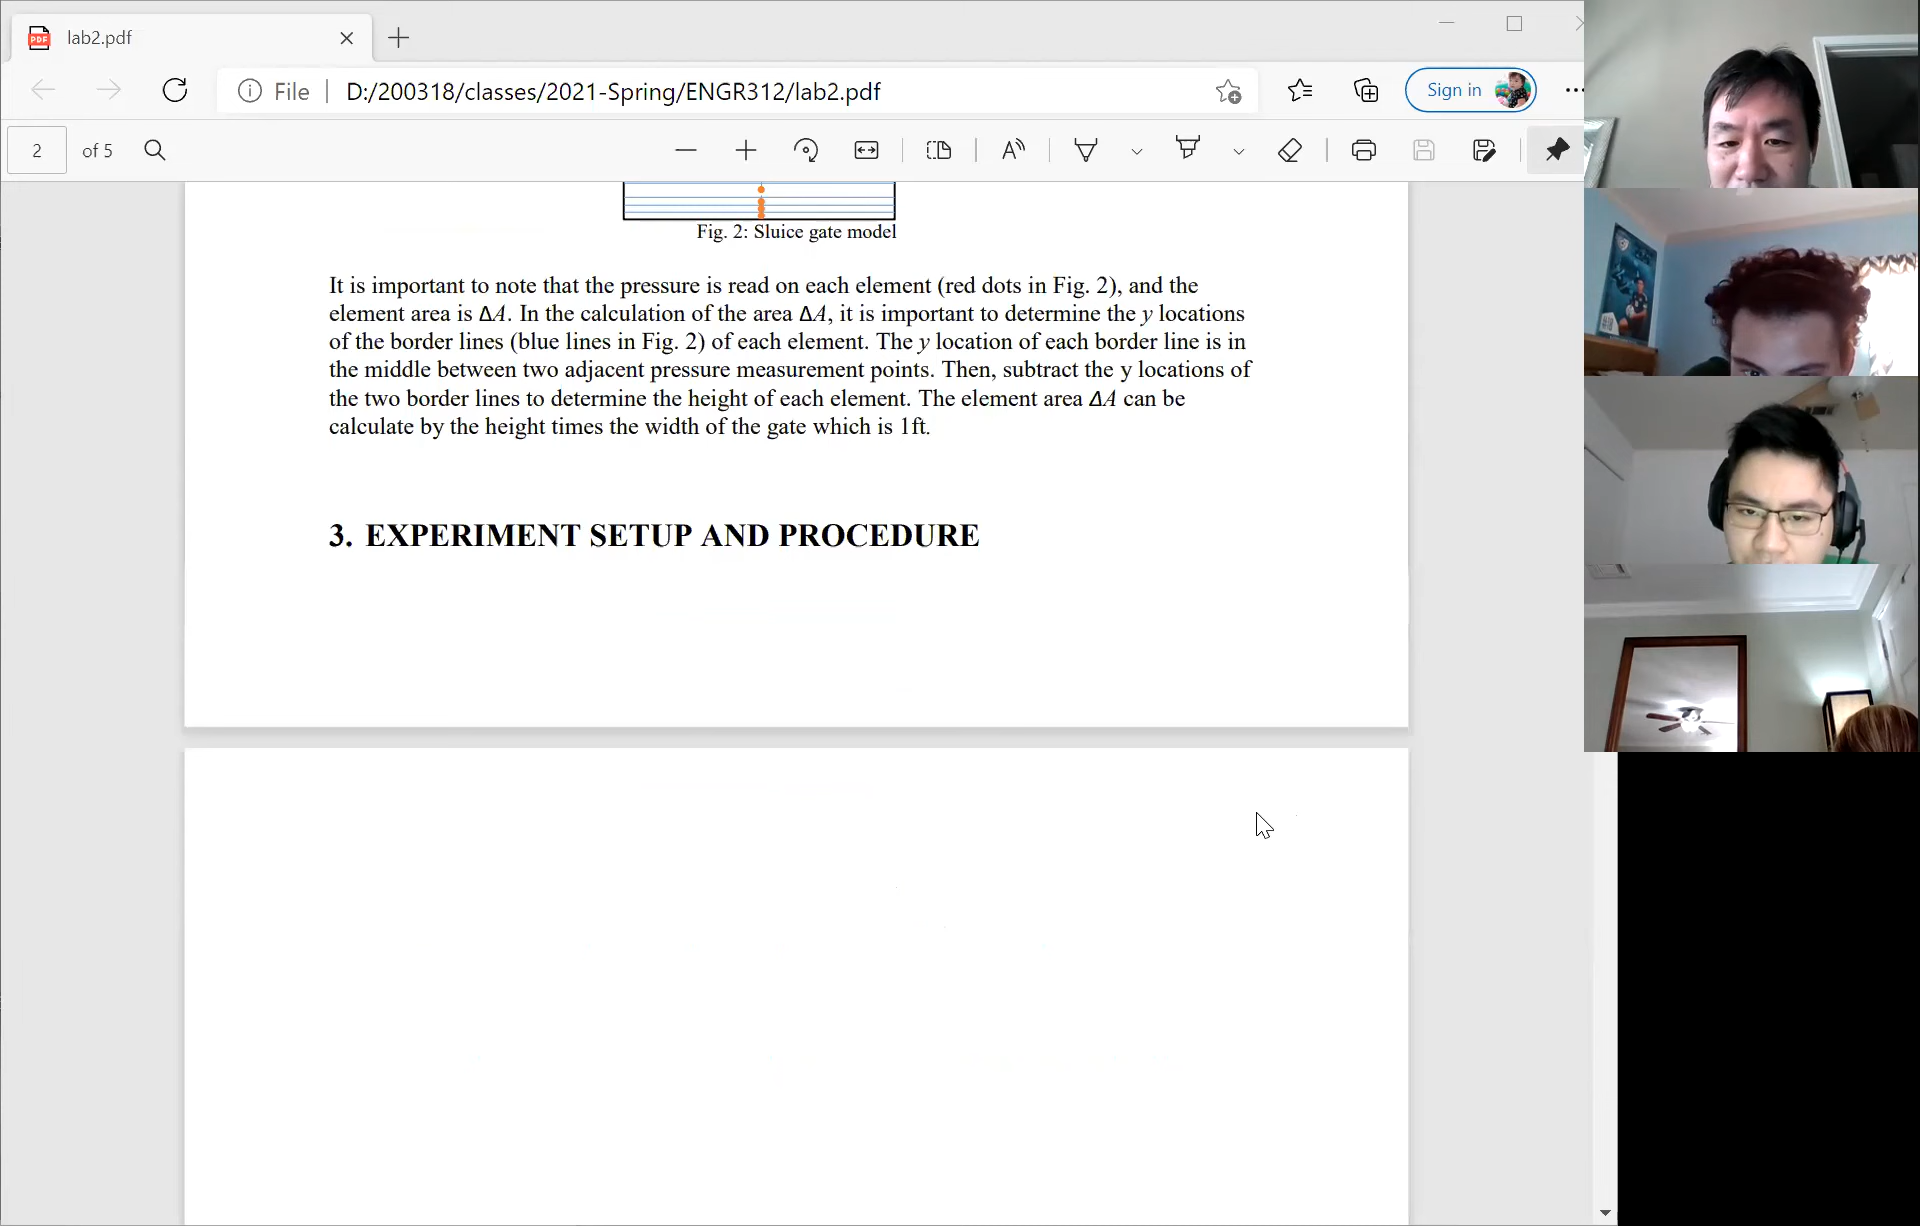 lab2.pdf
File
D:/200318/classes/2021-Spring/ENGR312/lab2.pdf
Sign in
2
of 5
Fig. 2: Sluice gate model
It is important to note that the pressure is read on each element (red dots in Fig. 2), and the
element area is ΔA. In the calculation of the area ΔA, it is important to determine the y locations
of the border lines (blue lines in Fig. 2) of each element. The y location of each border line is in
the middle between two adjacent pressure measurement points. Then, subtract the y locations of
the two border lines to determine the height of each element. The element area ΔA can be
calculate by the height times the width of the gate which is 1ft.
3. EXPERIMENT SETUP AND PROCEDURE